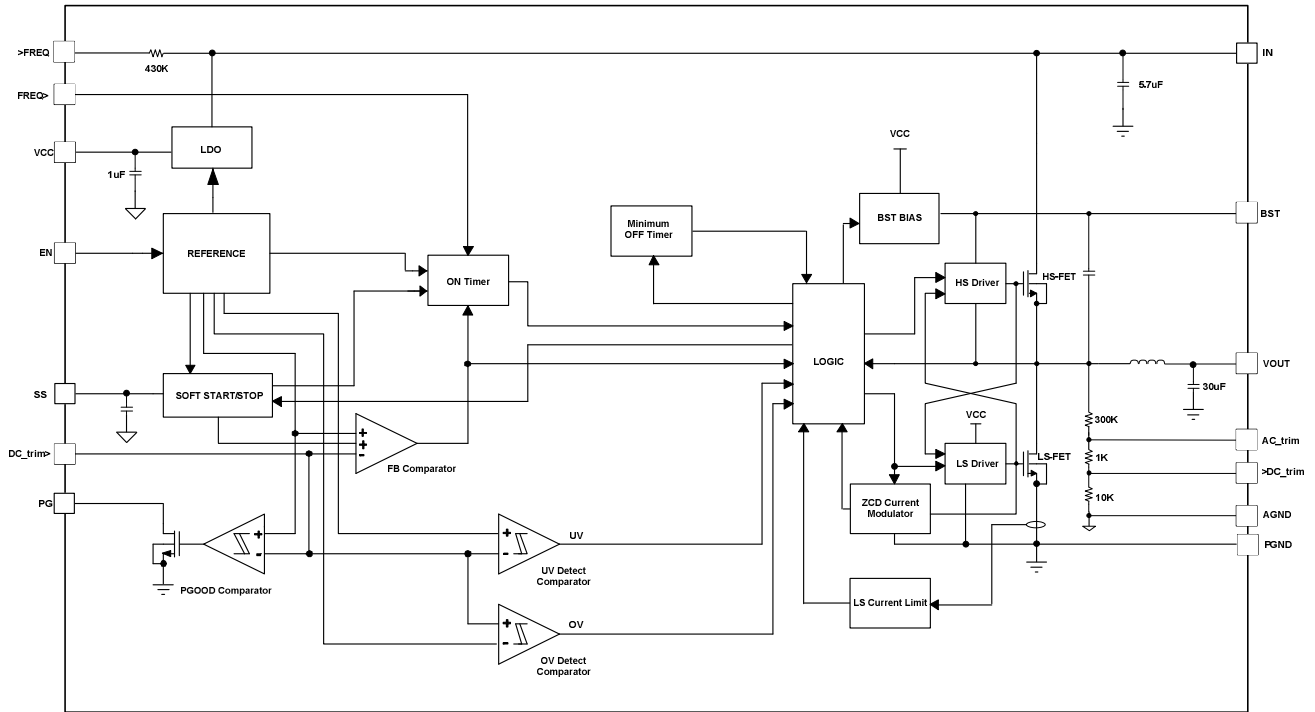 >FREQ
430K
IN
5.7uF
FREQ>
VCC
LDO
1uF
VCC
EN
REFERENCE
ON Timer
Minimum
OFF Timer
BST BIAS
BST
HS Driver
HS-FET
LOGIC
VOUT
30uF
SS
SOFT START/STOP
DC_trim>
+
+
-
FB Comparator
VCC
LS Driver
LS-FET
300K
AC_trim
1K
>DC_trim
10K
AGND
PGND
PG
+
-
PGOOD Comparator
+
-
UV
UV Detect
Comparator
ZCD Current
Modulator
LS Current Limit
+
-
OV
OV Detect
Comparator